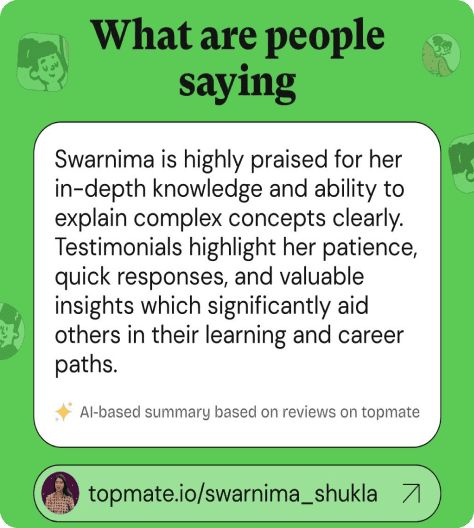 What are people
saying
Swarnima is highly praised for her
in-depth knowledge and ability to
explain complex concepts clearly.
Testimonials highlight her patience,
quick responses, and valuable
insights which significantly aid
others in their learning and career
paths.
AI-based summary based on reviews on topmate
topmate.io/swarnima_shukla